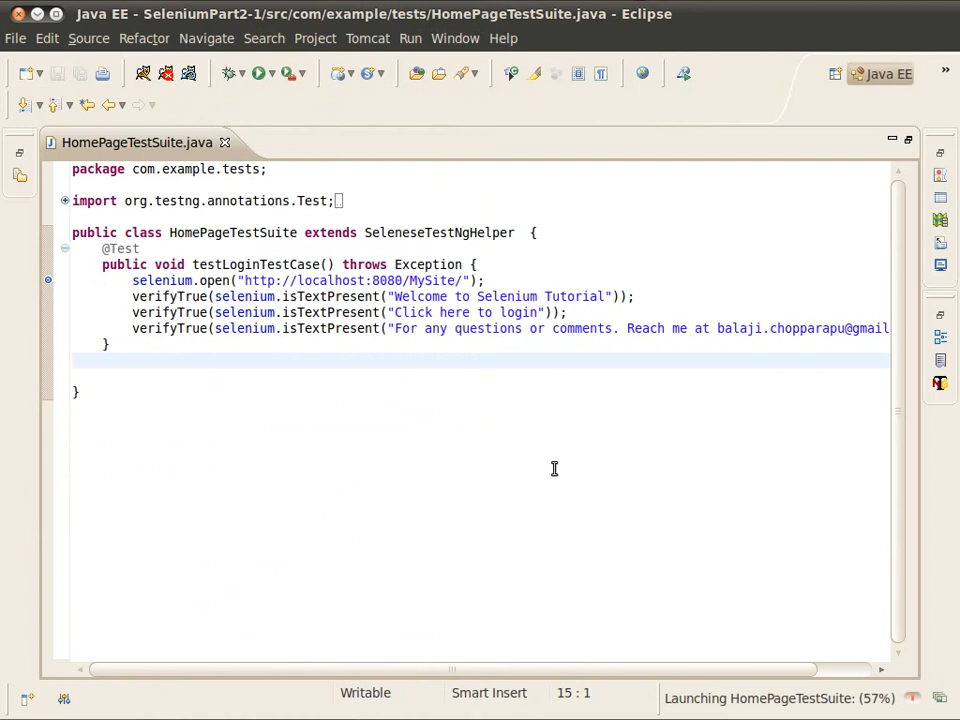 Java EE - SeleniumPart2-1/src/com/example/tests/HomePageTestSuite.java - Eclipse
File Edit Source Refactor Navigate Search Project Tomcat Run Window Help
Java EE »
HomePageTestSuite.java
package com.example.tests;
import org.testng.annotations.Test;
public class HomePageTestSuite extends SeleneseTestNgHelper {
@Test
public void testLoginTestCase() throws Exception {
selenium.open("http://localhost:8080/MySite/");
verifyTrue(selenium.isTextPresent("Welcome to Selenium Tutorial"));
verifyTrue(selenium.isTextPresent("Click here to login"));
verifyTrue(selenium.isTextPresent("For any questions or comments. Reach me at balaji.chopparapu@gmail
}
}
Writable Smart Insert 15 : 1 Launching HomePageTestSuite: (57%)